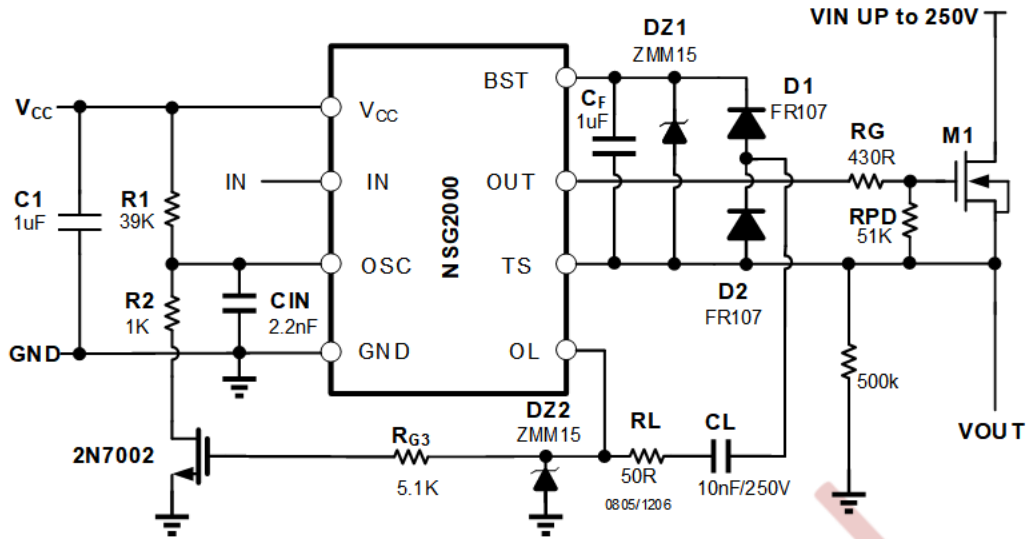 VIN UP to 250V
DZ1
ZMM15
BST
CF
1uF
D1
FR107
VCC
VCC
RG
430R
M1
C1
1uF
R1
39K
IN
IN
NSG2000
OUT
RPD
51K
OSC
TS
R2
1K
CIN
2.2nF
D2
FR107
GND
GND
OL
500k
DZ2
ZMM15
RL
50R
0805/1206
CL
10nF/250V
VOUT
2N7002
RG3
5.1K